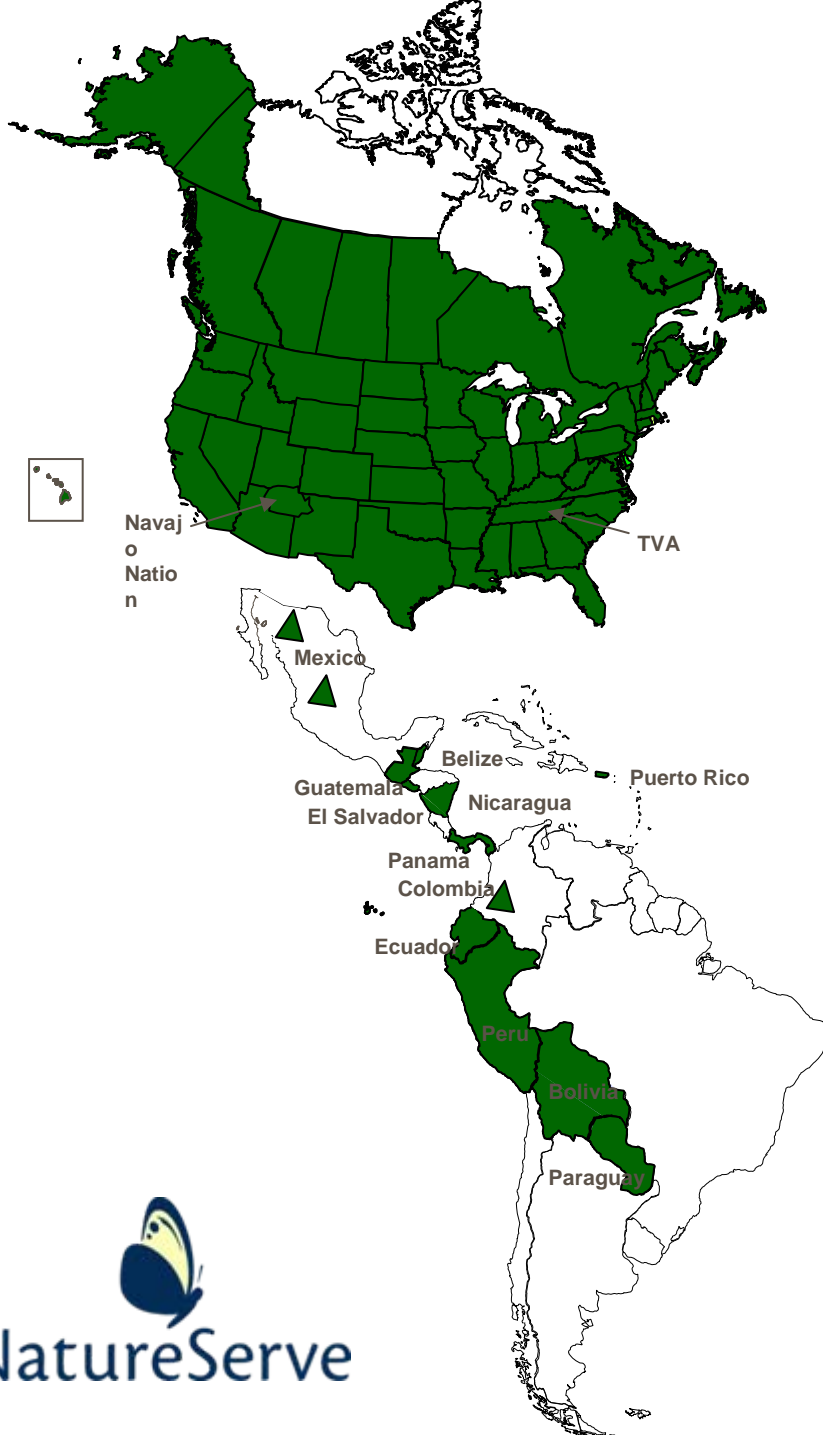 Navaj
o
Natio
n
TVA
Mexico
Belize
Puerto Rico
Guatemala
Nicaragua
El Salvador
Panama
Colombia
Ecuador
Peru
Bolivia
Paraguay
NatureServe